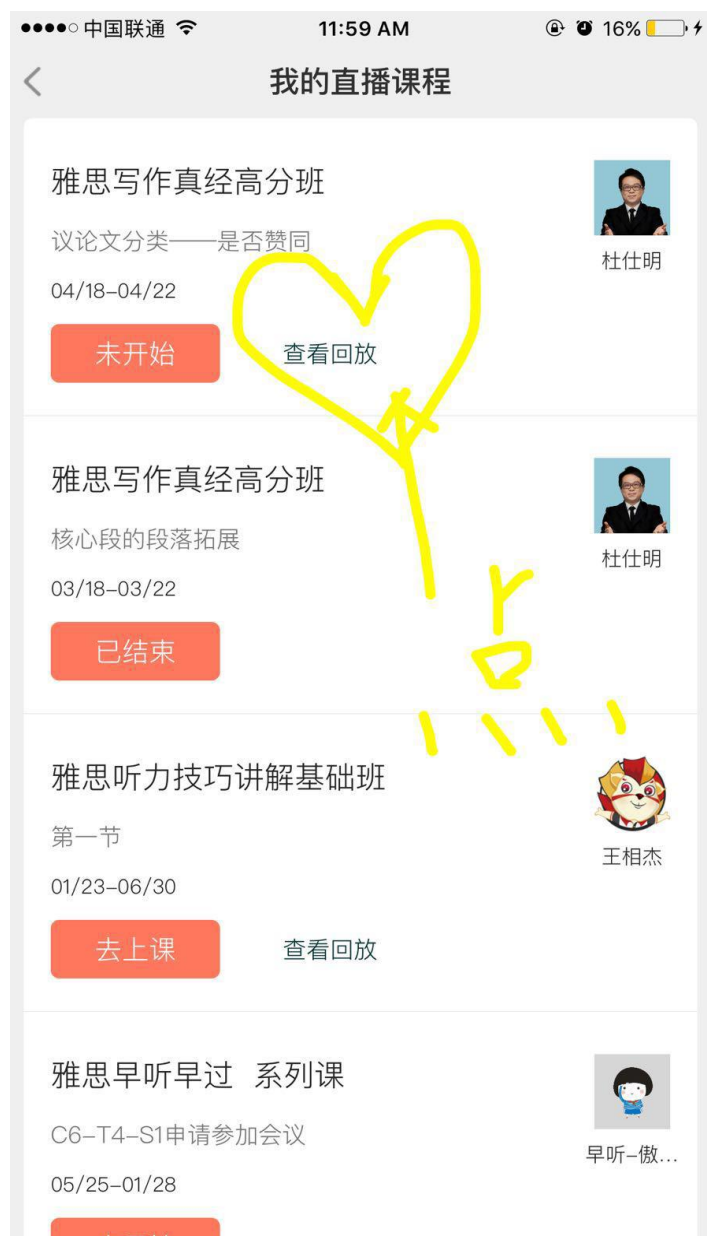 中国联通 11:59 AM 16%
我的直播课程
雅思写作真经高分班
议论文分类——是否赞同
杜仕明
04/18-04/22
未开始 查看回放
雅思写作真经高分班
核心段的段落拓展
杜仕明
03/18-03/22
已结束
点
雅思听力技巧讲解基础班
第一节
王相杰
01/23-06/30
去上课 查看回放
雅思早听早过 系列课
C6-T4-S1申请参加会议
早听-傲...
05/25-01/28